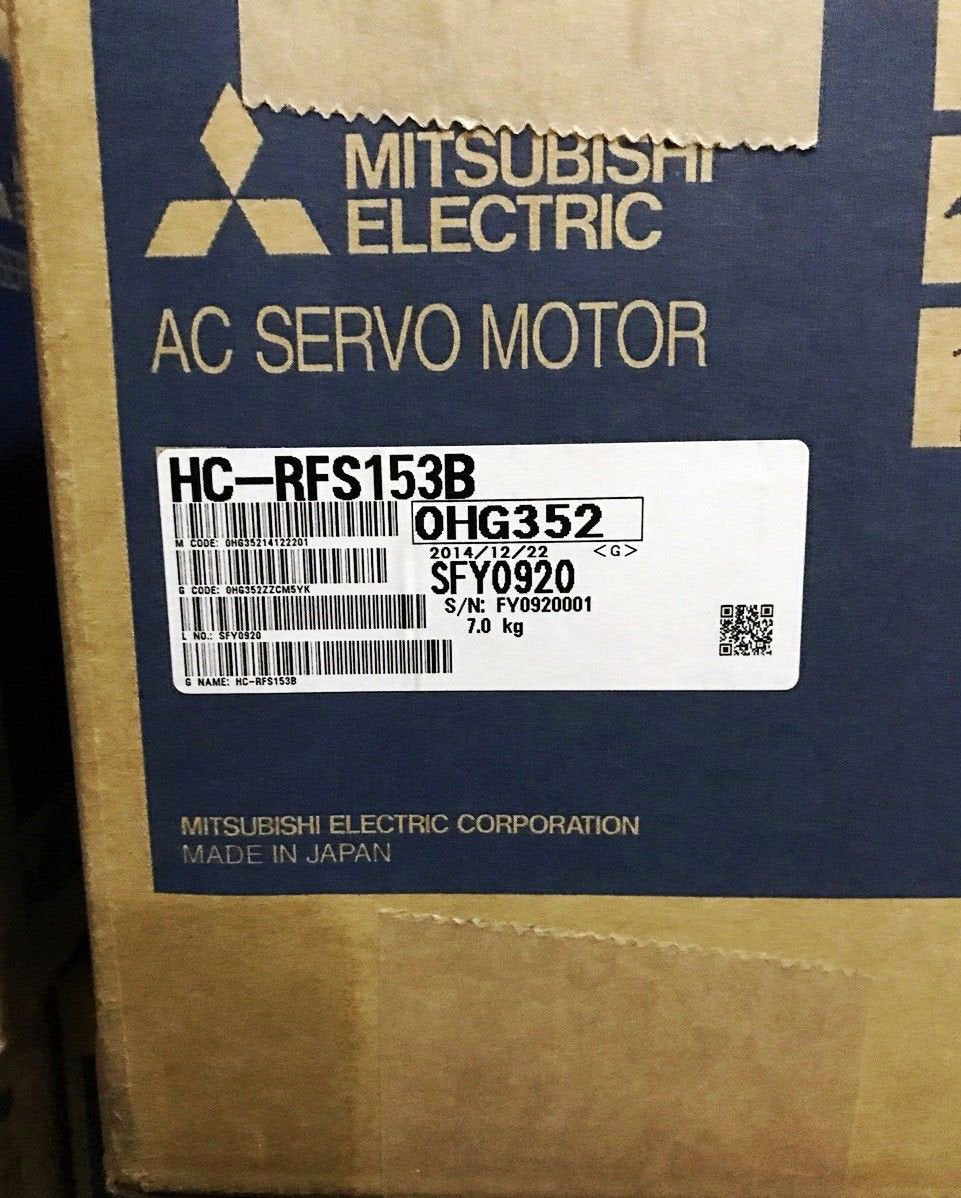 MITSUBISHI
ELECTRIC
AC SERVO MOTOR
HC-RFS153B
0HG352
M CODE: 0HG35214122201
2014/12/22 <G>
SFY0920
G CODE: 0HG352ZZCM5YK
S/N: FY0920001
7.0 kg
L NO.: SFY0920
G NAME: HC-RFS153B
MITSUBISHI ELECTRIC CORPORATION
MADE IN JAPAN